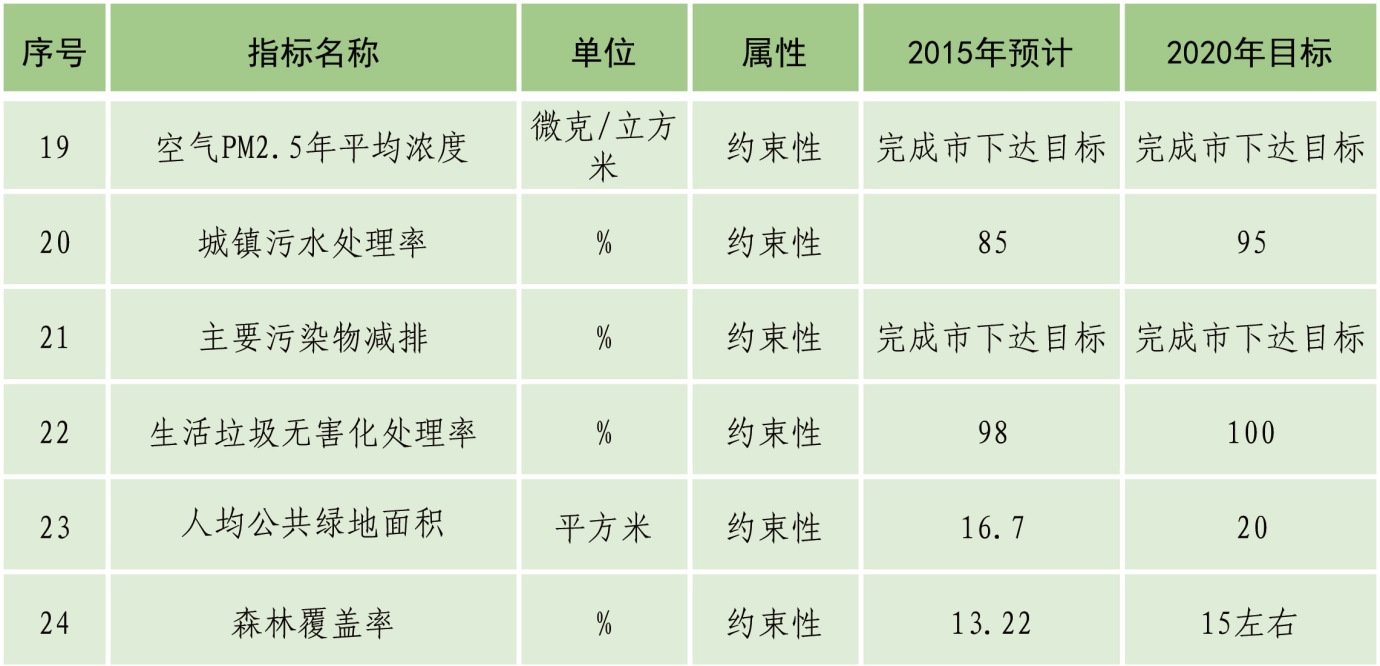 序号 指标名称 单位 属性 2015年预计 2020年目标
19 空气PM2.5年平均浓度 微克/立方米 约束性 完成市下达目标 完成市下达目标
20 城镇污水处理率 % 约束性 85 95
21 主要污染物减排 % 约束性 完成市下达目标 完成市下达目标
22 生活垃圾无害化处理率 % 约束性 98 100
23 人均公共绿地面积 平方米 约束性 16.7 20
24 森林覆盖率 % 约束性 13.22 15左右